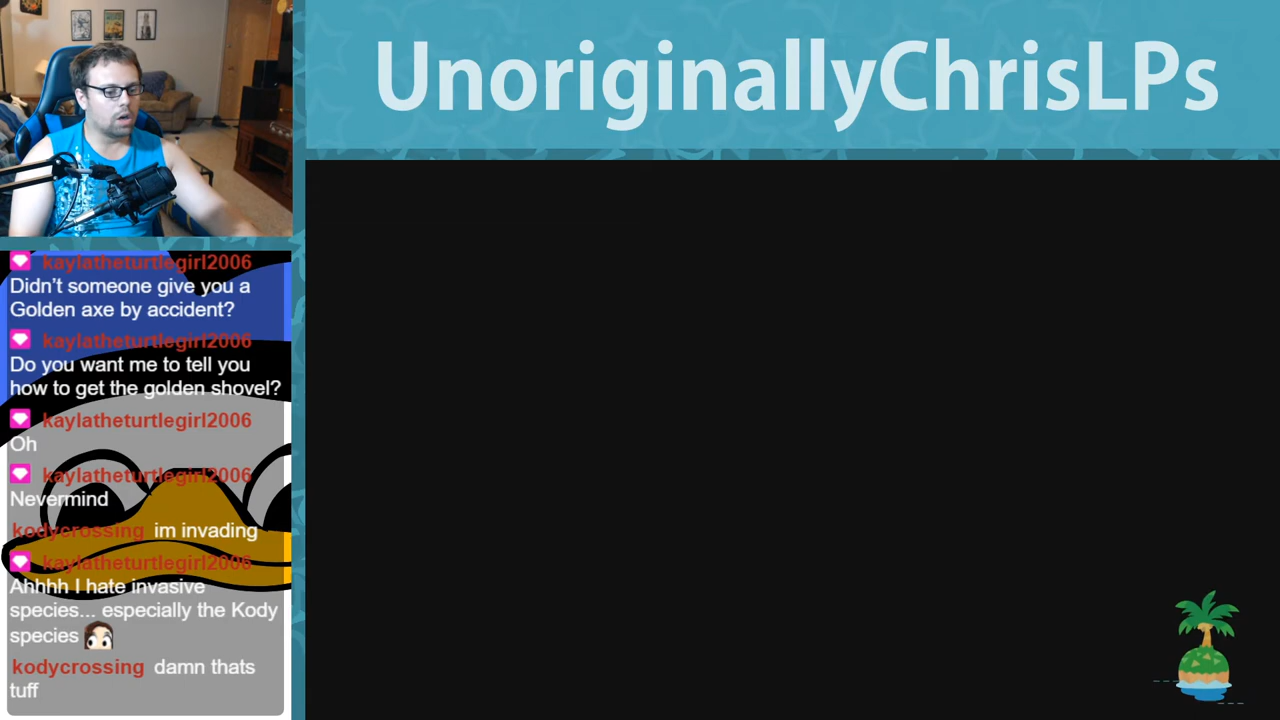 UnoriginallyChrisLPs
kaylatheturtlegirl2006
Didn't someone give you a
Golden axe by accident?
kaylatheturtlegirl2006
Do you want me to tell you
how to get the golden shovel?
kaylatheturtlegirl2006
Oh
kaylatheturtlegirl2006
Nevermind
kodycrossing im invading
kaylatheturtlegirl2006
Ahhhh I hate invasive
species... especially the Kody
species
kodycrossing damn thats
tuff